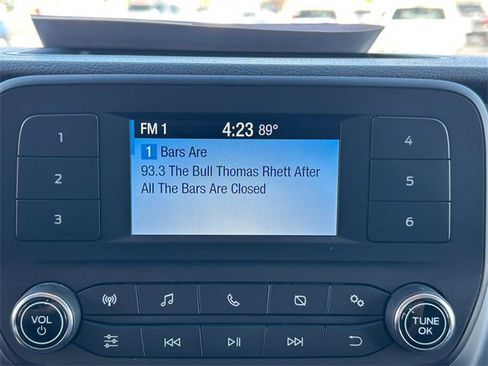 FM 1 4:23 89°
1 Bars Are
93.3 The Bull Thomas Rhett After
All The Bars Are Closed
1
2
3
4
5
6
VOL
TUNE
OK